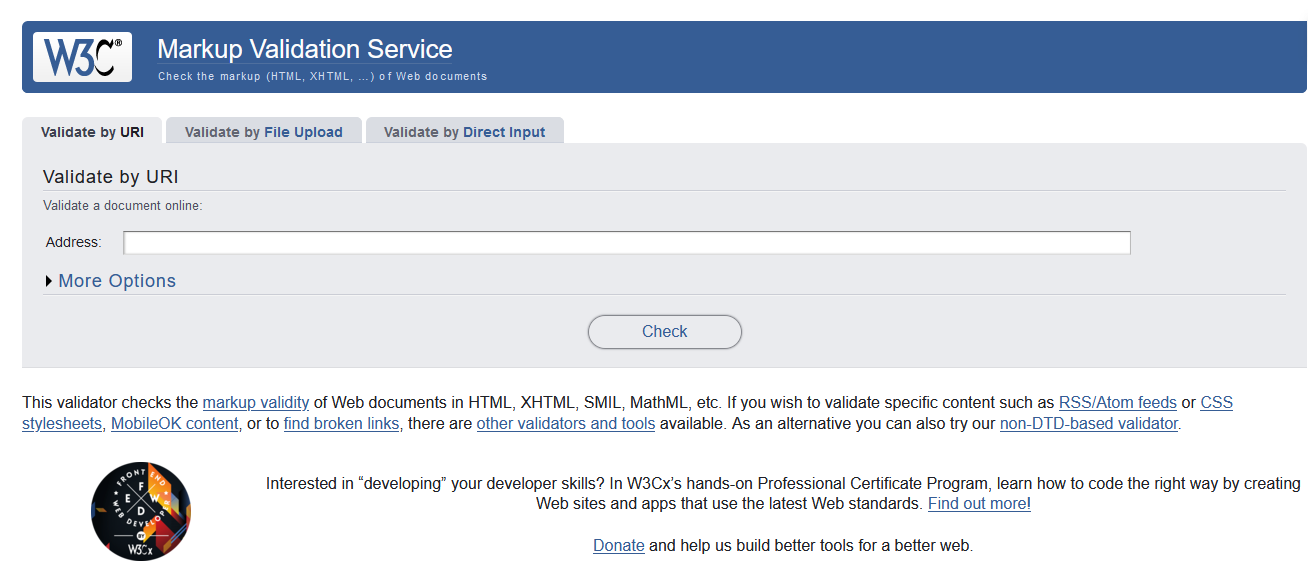 W3C® Markup Validation Service
Check the markup (HTML, XHTML, …) of Web documents
Validate by URI Validate by File Upload Validate by Direct Input
Validate by URI
Validate a document online:
Address:
More Options
Check
This validator checks the markup validity of Web documents in HTML, XHTML, SMIL, MathML, etc. If you wish to validate specific content such as RSS/Atom feeds or CSS
stylesheets, MobileOK content, or to find broken links, there are other validators and tools available. As an alternative you can also try our non-DTD-based validator.
FRONT END
WEB DEVELOPER
F E W D
W3Cx
Interested in “developing” your developer skills? In W3Cx’s hands-on Professional Certificate Program, learn how to code the right way by creating
Web sites and apps that use the latest Web standards. Find out more!
Donate and help us build better tools for a better web.